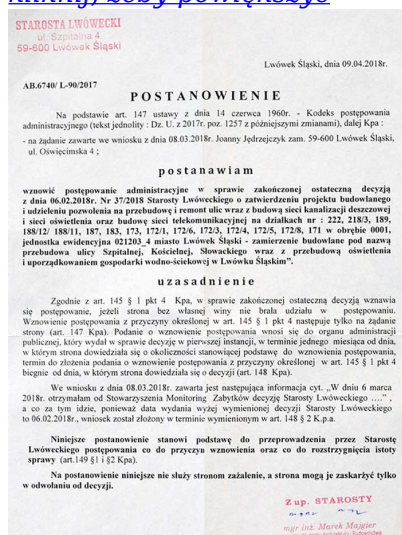 kliknij, żeby powiększyć
STAROSTA LWÓWECKI
ul. Szpitalna 4
59-600 Lwówek Śląski
Lwówek Śląski, dnia 09.04.2018r.
AB.6740/ L-90/2017
P O S T A N O W I E N I E
Na podstawie art. 147 ustawy z dnia 14 czerwca 1960r. - Kodeks postępowania
administracyjnego (tekst jednolity : Dz. U. z 2017r. poz. 1257 z późniejszymi zmianami), dalej Kpa :
- na żądanie zawarte we wniosku z dnia 08.03.2018r. Joanny Jędrzejczyk zam. 59-600 Lwówek Śląski,
ul. Oświęcimska 4 ;
p o s t a n a w i a m
wznowić postępowanie administracyjne w sprawie zakończonej ostateczną decyzją
z dnia 06.02.2018r. Nr 37/2018 Starosty Lwóweckiego o zatwierdzeniu projektu budowlanego
i udzieleniu pozwolenia na przebudowę i remont ulic wraz z budową sieci kanalizacji deszczowej
i sieci oświetlenia oraz budowę sieci telekomunikacyjnej na działkach nr : 222, 218/3, 189,
188/12/ 188/11, 187, 183, 173, 172/1, 172/6, 172/3, 172/4, 172/5, 172/8, 171 w obrębie 0001,
jednostka ewidencyjna 021203_4 miasto Lwówek Śląski - zamierzenie budowlane pod nazwą
przebudowa ulicy Szpitalnej, Kościelnej, Słowackiego wraz z przebudową oświetlenia
i uporządkowaniem gospodarki wodno-ściekowej w Lwówku Śląskim".
u z a s a d n i e n i e
Zgodnie z art. 145 § 1 pkt 4 Kpa, w sprawie zakończonej ostateczną decyzją wznawia
się postępowanie, jeżeli strona bez własnej winy nie brała udziału w postępowaniu.
Wznowienie postępowania z przyczyny określonej w art. 145 § 1 pkt 4 następuje tylko na żądanie
strony (art. 147 Kpa). Podanie o wznowienie postępowania wnosi się do organu administracji
publicznej, który wydał w sprawie decyzję w pierwszej instancji, w terminie jednego miesiąca od dnia,
w którym strona dowiedziała się o okoliczności stanowiącej podstawę do wznowienia postępowania,
termin do złożenia podania o wznowienie postępowania z przyczyny określonej w art. 145 § 1 pkt 4
biegnie od dnia, w którym strona dowiedziała się o decyzji (art. 148 Kpa).
We wniosku z dnia 08.03.2018r. zawarta jest następująca informacja cyt. „W dniu 6 marca
2018r. otrzymałam od Stowarzyszenia Monitoring Zabytków decyzję Starosty Lwóweckiego ....” ,
a co za tym idzie, ponieważ data wydania wyżej wymienionej decyzji Starosty Lwóweckiego
to 06.02.2018r., wniosek został złożony w terminie wymienionym w art. 148 § 2 K.p.a.
Niniejsze postanowienie stanowi podstawę do przeprowadzenia przez Starostę
Lwóweckiego postępowania co do przyczyn wznowienia oraz co do rozstrzygnięcia istoty
sprawy (art.149 §1 i §2 Kpa).
Na postanowienie niniejsze nie służy stronom zażalenie, a strona mogą je zaskarżyć tylko
w odwołaniu od decyzji.
Z up. STAROSTY
mgr inż. Marek Majgier